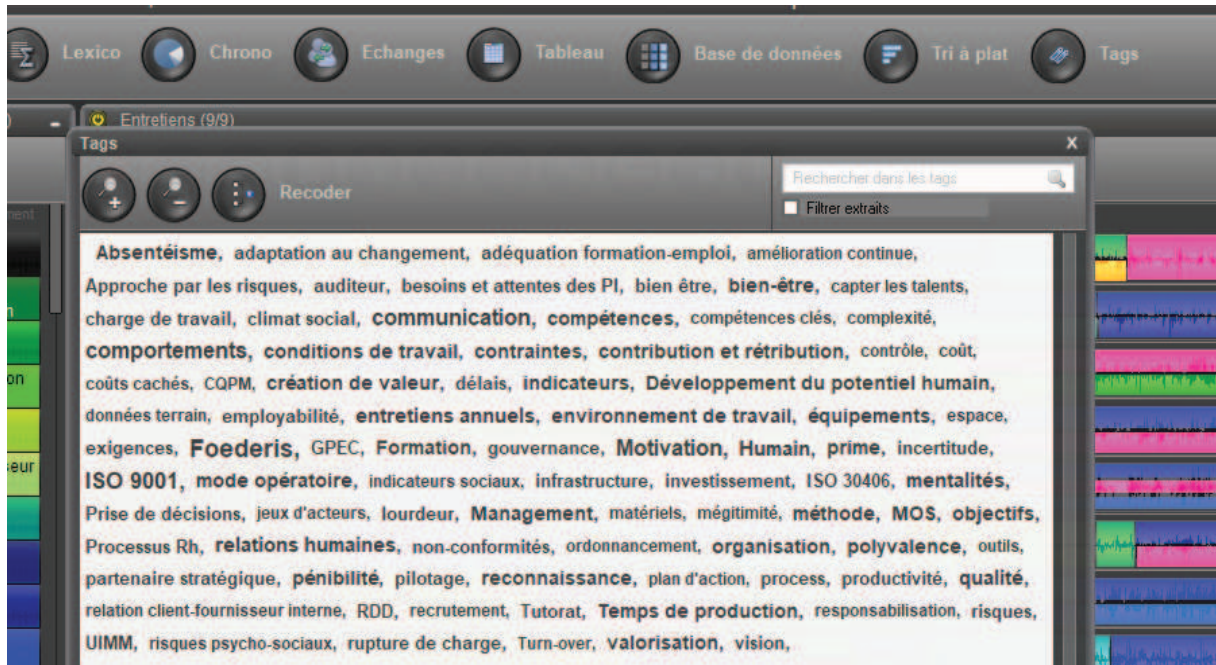 Lexico Chrono Echanges Tableau Base de données Tri à plat Tags
Entretiens (9/9)
Tags X
Recoder
Rechercher dans les tags
Filtrer extraits
Absentéisme, adaptation au changement, adéquation formation-emploi, amélioration continue,
Approche par les risques, auditeur, besoins et attentes des PI, bien être, bien-être, capter les talents,
charge de travail, climat social, communication, compétences, compétences clés, complexité,
comportements, conditions de travail, contraintes, contribution et rétribution, contrôle, coût,
coûts cachés, CQPM, création de valeur, délais, indicateurs, Développement du potentiel humain,
données terrain, employabilité, entretiens annuels, environnement de travail, équipements, espace,
exigences, Foederis, GPEC, Formation, gouvernance, Motivation, Humain, prime, incertitude,
ISO 9001, mode opératoire, indicateurs sociaux, infrastructure, investissement, ISO 30406, mentalités,
Prise de décisions, jeux d'acteurs, lourdeur, Management, matériels, mégitimité, méthode, MOS, objectifs,
Processus Rh, relations humaines, non-conformités, ordonnancement, organisation, polyvalence, outils,
partenaire stratégique, pénibilité, pilotage, reconnaissance, plan d'action, process, productivité, qualité,
relation client-fournisseur interne, RDD, recrutement, Tutorat, Temps de production, responsabilisation, risques,
UIMM, risques psycho-sociaux, rupture de charge, Turn-over, valorisation, vision,